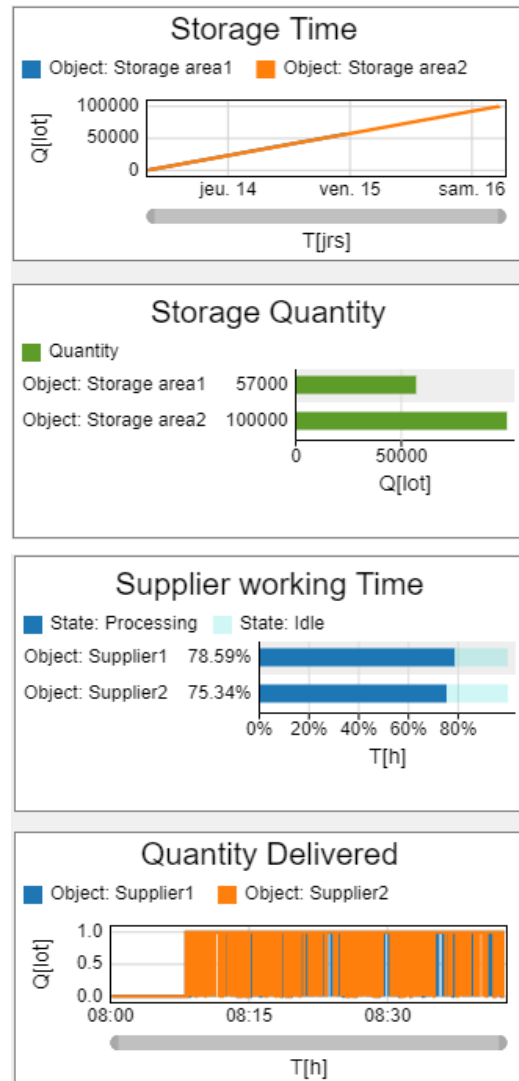 Storage Time
Object: Storage area1 Object: Storage area2
Q[lot]
100000
50000
0
jeu. 14 ven. 15 sam. 16
T[jrs]
Storage Quantity
Quantity
Object: Storage area1 57000
Object: Storage area2 100000
0 50000
Q[lot]
Supplier working Time
State: Processing State: Idle
Object: Supplier1 78.59%
Object: Supplier2 75.34%
0% 20% 40% 60% 80%
T[h]
Quantity Delivered
Object: Supplier1 Object: Supplier2
Q[lot]
1.0
0.5
0.0
08:00 08:15 08:30
T[h]